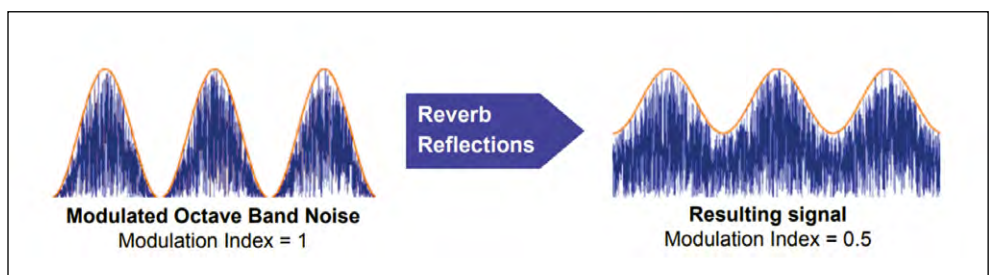 Reverb
Reflections
Modulated Octave Band Noise
Modulation Index = 1
Resulting signal
Modulation Index = 0.5